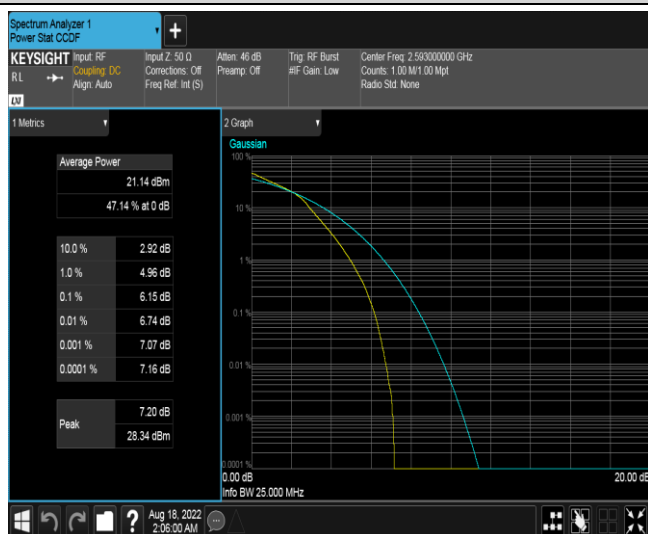 Spectrum Analyzer 1
Power Stat CCDF
KEYSIGHT
RL
LXI
Input: RF
Coupling: DC
Align: Auto
Input Z: 50 Ω
Corrections: Off
Freq Ref: Int (S)
Atten: 46 dB
Preamp: Off
Trig: RF Burst
#IF Gain: Low
Center Freq: 2.593000000 GHz
Counts: 1.00 M/1.00 Mpt
Radio Std: None
1 Metrics
Average Power
21.14 dBm
47.14 % at 0 dB
10.0 % 2.92 dB
1.0 % 4.96 dB
0.1 % 6.15 dB
0.01 % 6.74 dB
0.001 % 7.07 dB
0.0001 % 7.16 dB
Peak
7.20 dB
28.34 dBm
2 Graph
Gaussian
100 %
10 %
1 %
0.1 %
0.01 %
0.001 %
0.0001 %
0.00 dB 20.00 dB
Info BW 25.000 MHz
Aug 18, 2022
2:06:00 AM